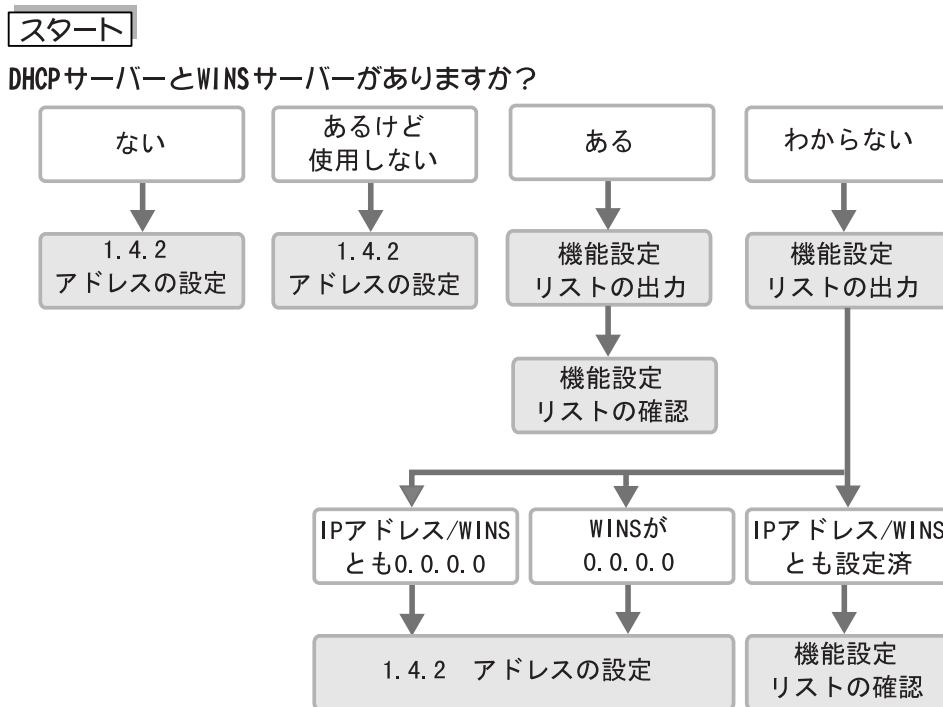 スタート
DHCPサーバーとWINSサーバーがありますか？
ない
あるけど
使用しない
ある
わからない
1.4.2
アドレスの設定
1.4.2
アドレスの設定
機能設定
リストの出力
機能設定
リストの出力
機能設定
リストの確認
IPアドレス/WINS
とも0.0.0.0
WINSが
0.0.0.0
IPアドレス/WINS
とも設定済
1.4.2 アドレスの設定
機能設定
リストの確認